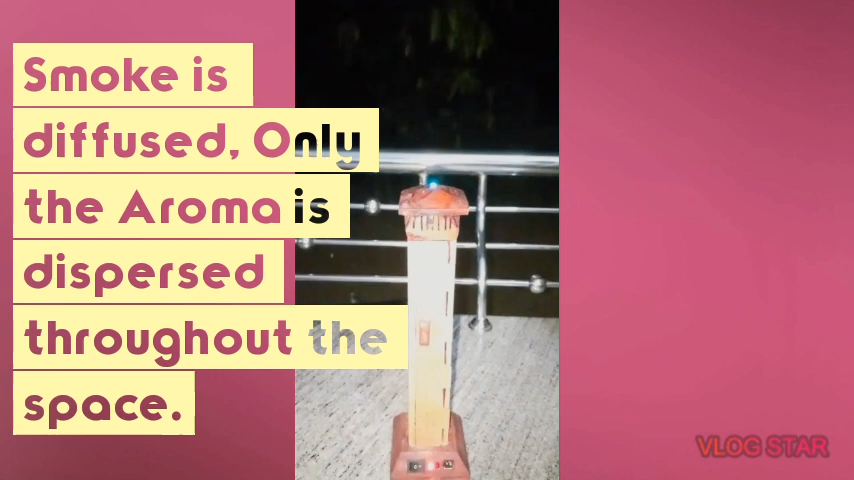 Smoke is
diffused, Only
the Aroma is
dispersed
throughout the
space.
VLOG STAR